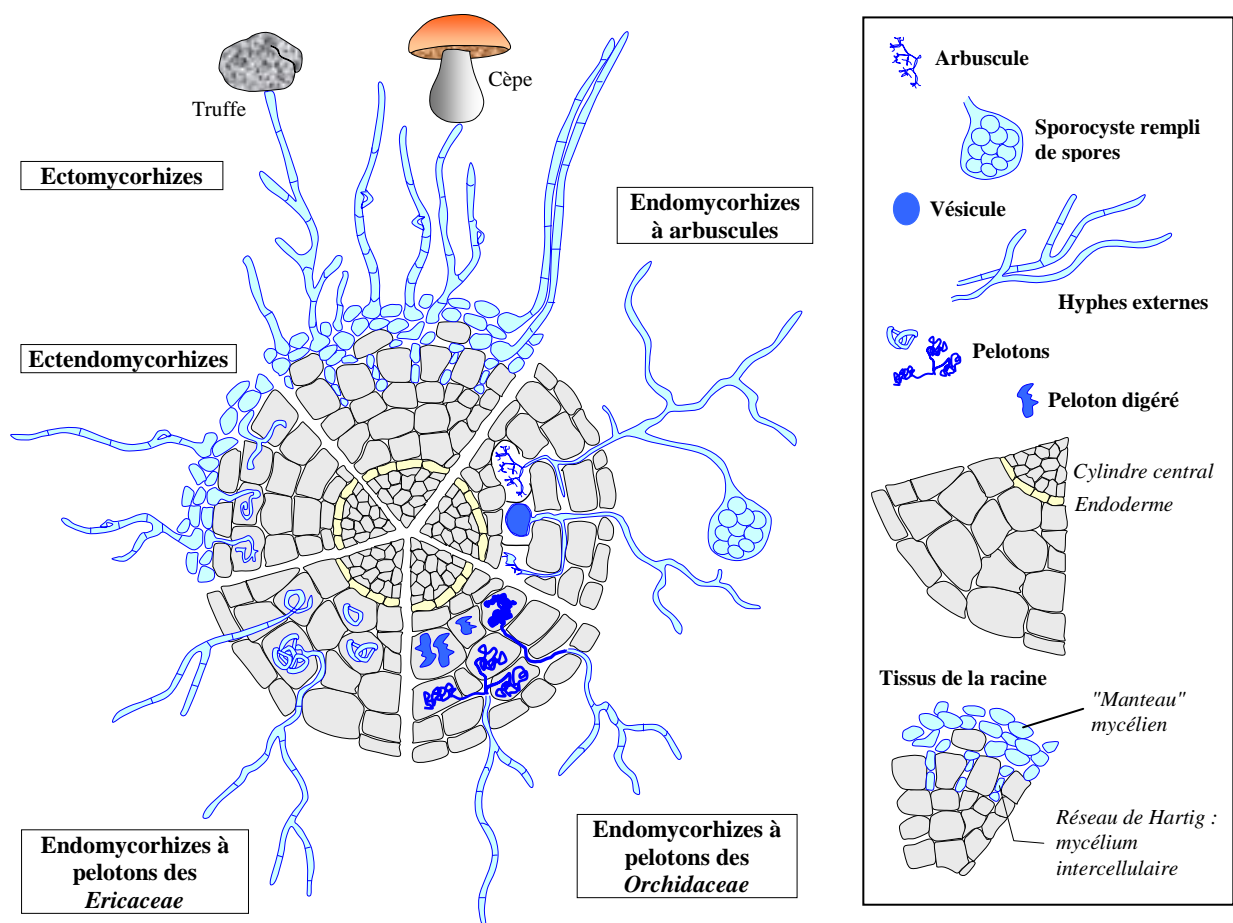 Truffe
Cèpe
Ectomycorhizes
Endomycorhizes
à arbuscules
Ectendomycorhizes
Endomycorhizes à
pelotons des
Ericaceae
Endomycorhizes à
pelotons des
Orchidaceae
Arbuscule
Sporocyste rempli
de spores
Vésicule
Hyphes externes
Pelotons
Peloton digéré
Cylindre central
Endoderme
Tissus de la racine
"Manteau"
mycélien
Réseau de Hartig :
mycélium
intercellulaire